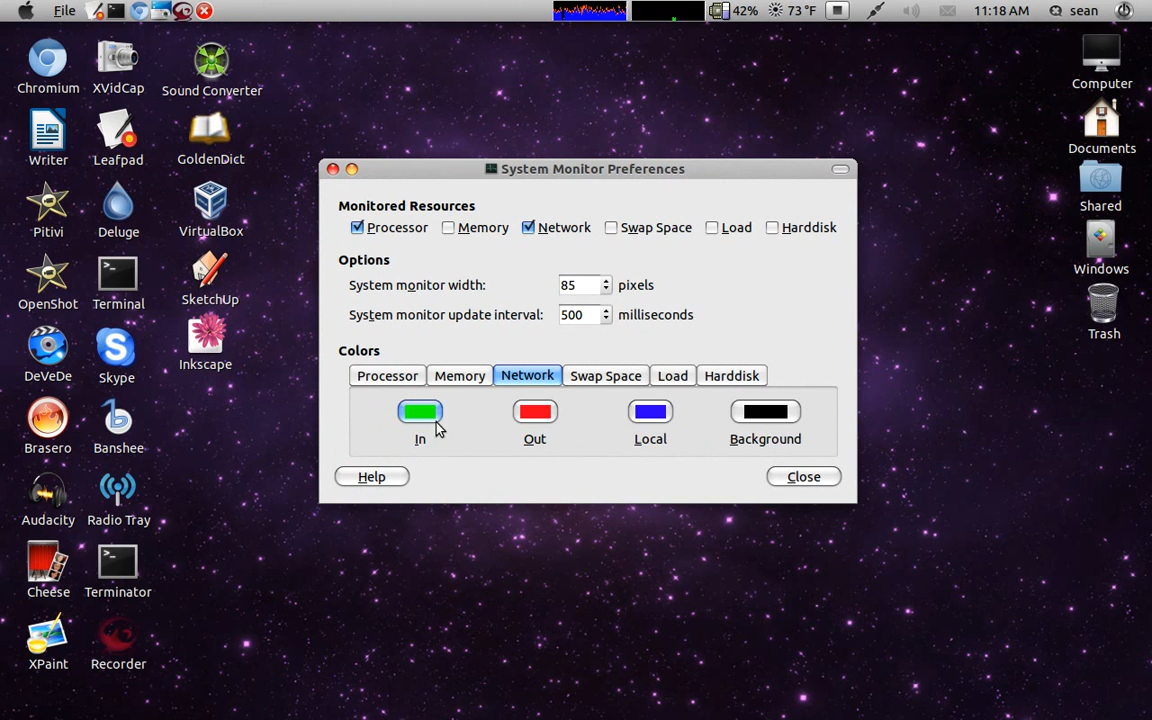 File 42% 73 °F 11:18 AM sean
Chromium XVidCap Sound Converter Computer
Writer Leafpad GoldenDict Documents
Pitivi Deluge VirtualBox Shared
OpenShot Terminal SketchUp Windows
DeVeDe Skype Inkscape Trash
Brasero Banshee
Audacity Radio Tray
Cheese Terminator
XPaint Recorder
System Monitor Preferences
Monitored Resources
Processor Memory Network Swap Space Load Harddisk
Options
System monitor width: 85 pixels
System monitor update interval: 500 milliseconds
Colors
Processor Memory Network Swap Space Load Harddisk
In Out Local Background
Help Close